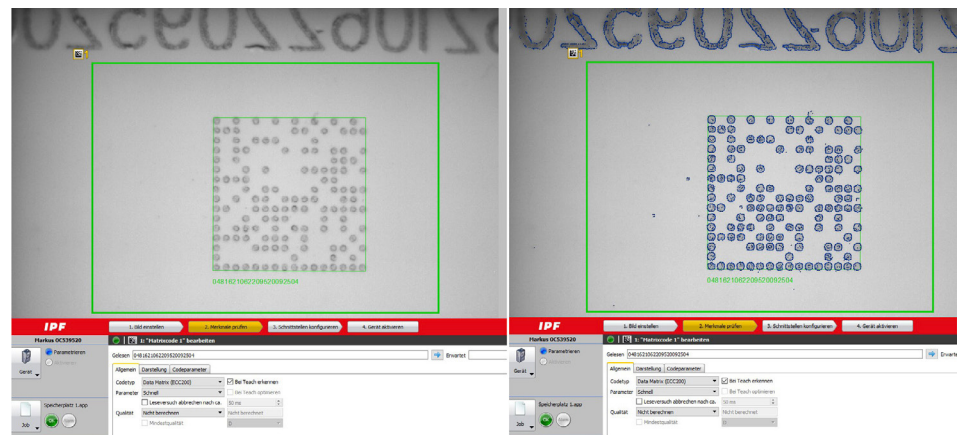 0481621062209520092504
IPF
1. Bild einstellen
2. Merkmale prüfen
3. Schnittstellen konfigurieren
4. Gerät aktivieren
Markus OC539520
1: "Matrixcode 1" bearbeiten
Parametrieren
Gerät
Gelesen 0481621062209520092504
Erwartet
Allgemein Darstellung Codeparameter
Codetyp Data Matrix (ECC200) Bei Teach erkennen
Parameter Schnell Bei Teach optimieren
Leseversuch abbrechen nach ca. 50 ms
Qualität Nicht berechnen Nicht berechnet
Mindestqualität
Speicherplatz 1.app
Job
OK
0481621062209520092504
IPF
1. Bild einstellen
2. Merkmale prüfen
3. Schnittstellen konfigurieren
4. Gerät aktivieren
Markus OC539520
1: "Matrixcode 1" bearbeiten
Parametrieren
Gerät
Gelesen 0481621062209520092504
Allgemein Darstellung Codeparameter
Codetyp Data Matrix (ECC200) Bei Teach erkennen
Parameter Schnell Bei Teach optimieren
Leseversuch abbrechen nach ca. 50 ms
Qualität Nicht berechnen Nicht berechnet
Mindestqualität
Speicherplatz 1.app
Job
OK